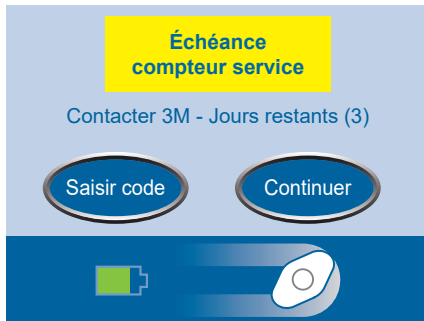 Échéance
compteur service
Contacter 3M - Jours restants (3)
Saisir code
Continuer